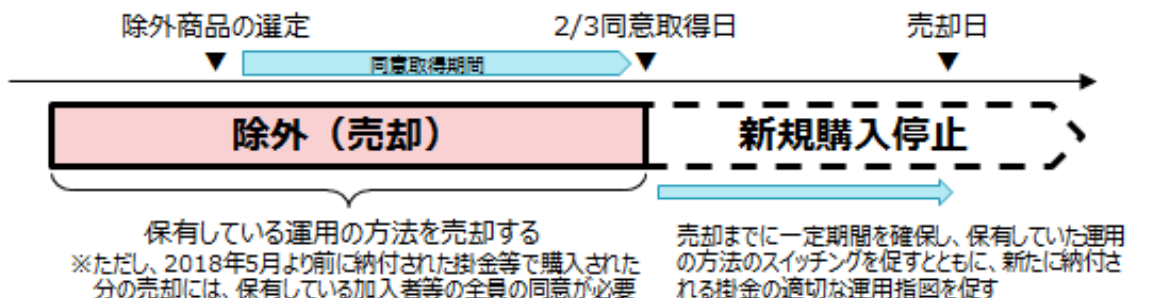 除外商品の選定 2/3同意取得日 売却日
▼ 同意取得期間 ▼ ▼
除外（売却） 新規購入停止
保有している運用の方法を売却する
※ただし、2018年5月より前に納付された掛金等で購入された
分の売却には、保有している加入者等の全員の同意が必要
売却までに一定期間を確保し、保有していた運用
の方法のスイッチングを促すとともに、新たに納付さ
れる掛金の適切な運用指図を促す